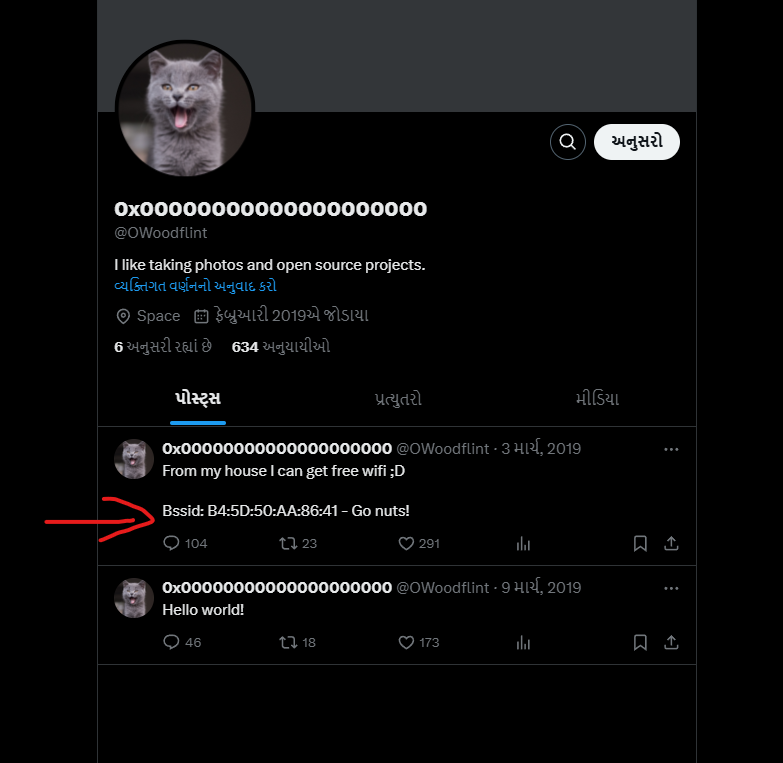 અનુસરો
0x00000000000000000000
@OWoodflint
I like taking photos and open source projects.
વ્યક્તિગત વર્ણનનો અનુવાદ કરો
Space ફેબ્રુઆરી 2019એ જોડાયા
6 અનુસરી રહ્યાં છે 634 અનુયાયીઓ
પોસ્ટ્સ પ્રત્યુતરો મીડિયા
0x00000000000000000000 @OWoodflint · 3 માર્ચ, 2019
From my house I can get free wifi ;D
Bssid: B4:5D:50:AA:86:41 - Go nuts!
104 23 291
0x00000000000000000000 @OWoodflint · 9 માર્ચ, 2019
Hello world!
46 18 173